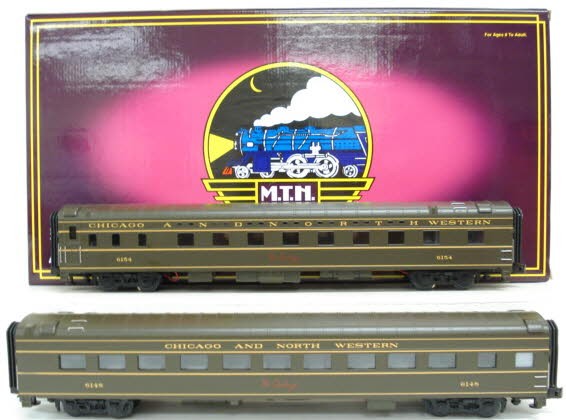 For Ages 8 To Adult.
M.T.H.
CHICAGO AND NORTH WESTERN
6154 6154
CHICAGO AND NORTH WESTERN
6148 6148